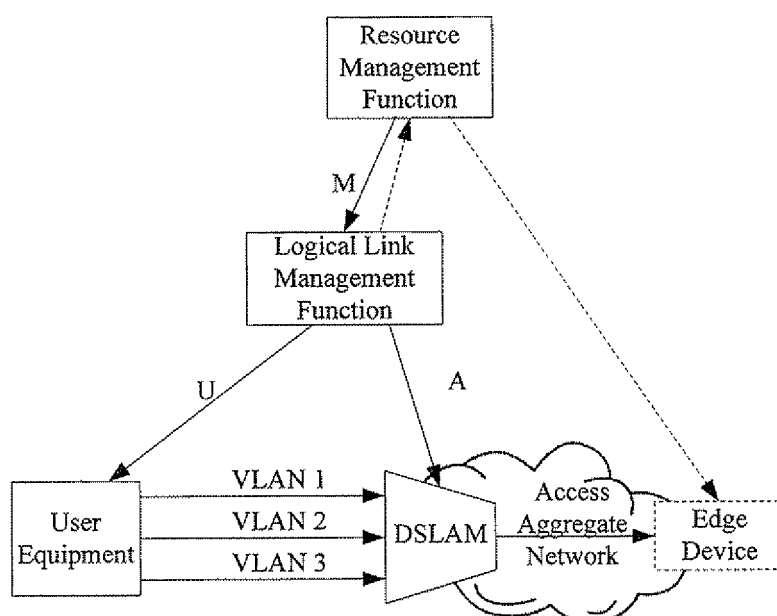 Resource
Management
Function
M
Logical Link
Management
Function
U
A
VLAN 1
VLAN 2
VLAN 3
User
Equipment
DSLAM
Access
Aggregate
Network
Edge
Device